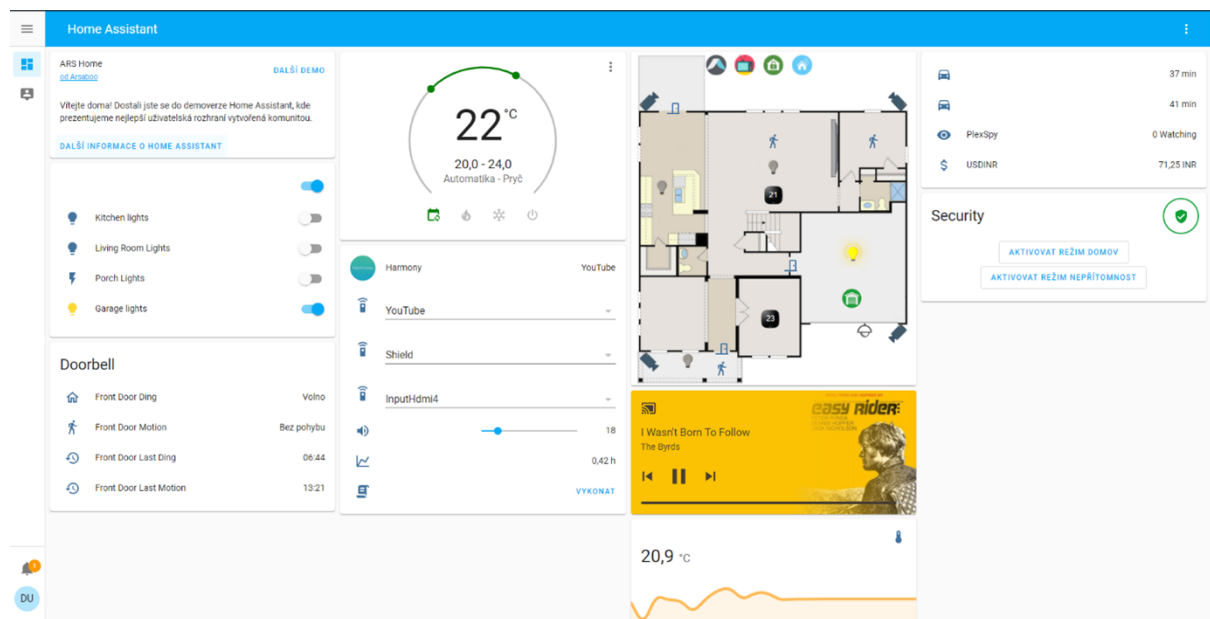 Home Assistant
ARS Home
od Arsaboo
DALŠÍ DEMO
Vítejte doma! Dostali jste se do demoverze Home Assistant, kde
prezentujeme nejlepší uživatelská rozhraní vytvořená komunitou.
DALŠÍ INFORMACE O HOME ASSISTANT
Kitchen lights
Living Room Lights
Porch Lights
Garage lights
Doorbell
Front Door Ding Volno
Front Door Motion Bez pohybu
Front Door Last Ding 06:44
Front Door Last Motion 13:21
1
DU
22 °C
20,0 - 24,0
Automatika - Pryč
Harmony YouTube
YouTube
Shield
InputHdmi4
18
0,42 h
VYKONAT
21
23
easy rider
I Wasn't Born To Follow
The Byrds
20,9 °C
37 min
41 min
PlexSpy 0 Watching
USDINR 71,25 INR
Security
AKTIVOVAT REŽIM DOMOV
AKTIVOVAT REŽIM NEPŘÍTOMNOST